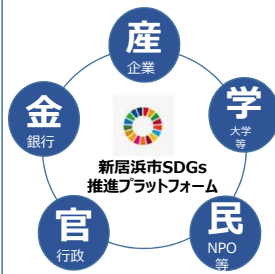 産
企業
金
銀行
学
大学
等
新居浜市SDGs
推進プラットフォーム
官
行政
民
NPO
等